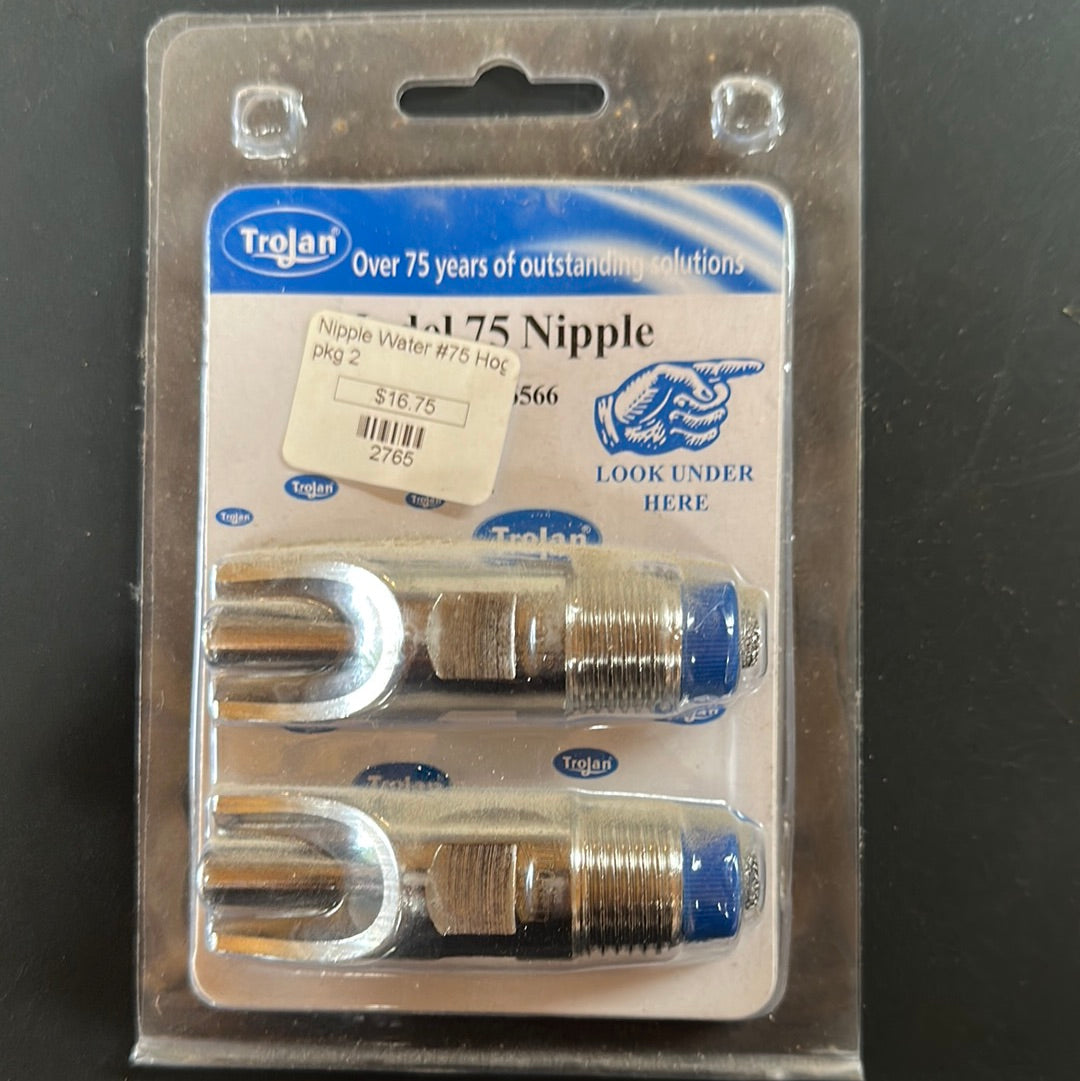 Trojan®
Over 75 years of outstanding solutions
75 Nipple
Nipple Water #75 Hog
pkg 2
$16.75
2765
566
LOOK UNDER
HERE
Trojan
Trojan
Trojan
Trojan®
Trojan
Trojan